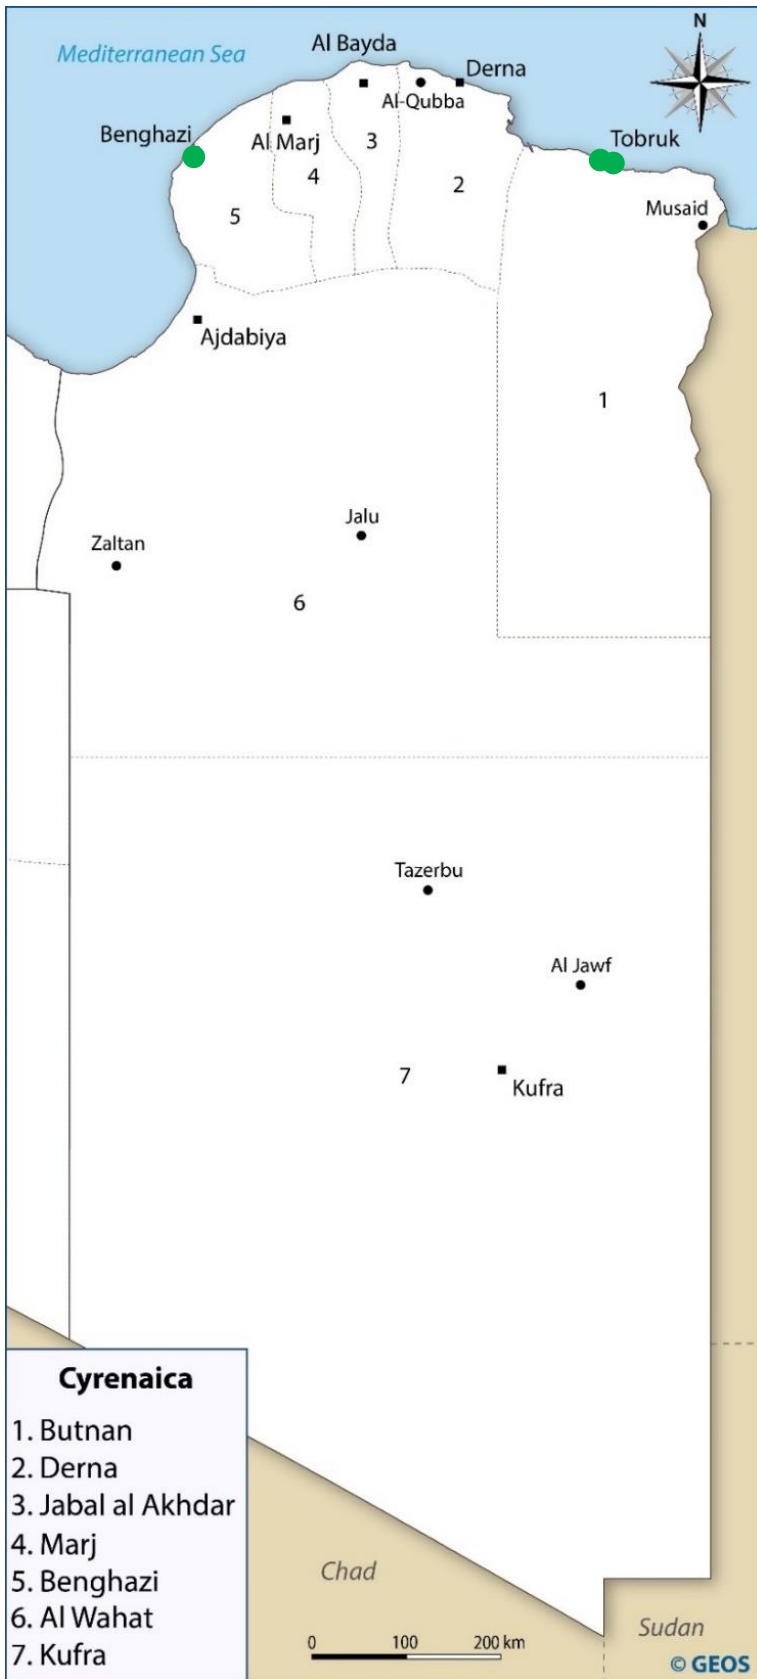 N
Mediterranean Sea
Al Bayda
Derna
Al-Qubba
Benghazi
Al Marj
3
Tobruk
4
2
5
Musaid
Ajdabiya
1
Jalu
Zaltan
6
Tazerbu
Al Jawf
7
Kufra
Cyrenaica
1. Butnan
2. Derna
3. Jabal al Akhdar
4. Marj
5. Benghazi
6. Al Wahat
7. Kufra
Chad
Sudan
0 100 200 km
© GEOS